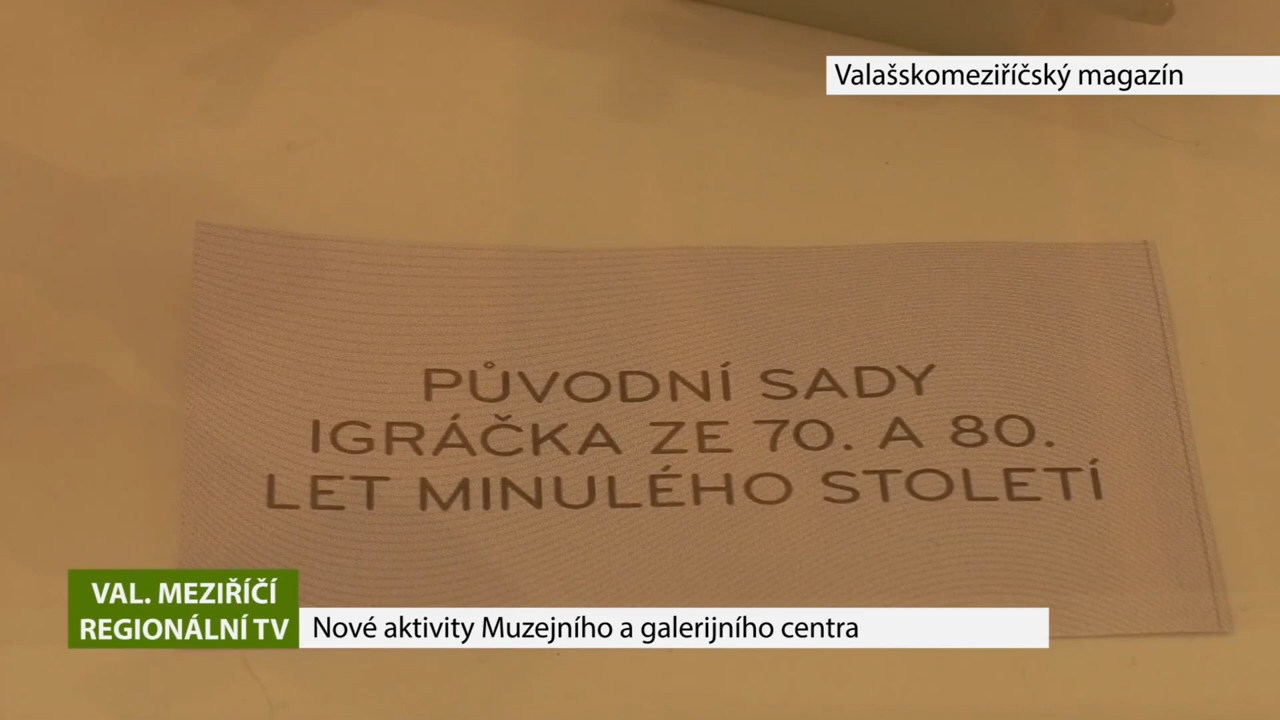 Valašskomeziříčský magazín
PŮVODNÍ SADY
IGRÁČKA ZE 70. A 80.
LET MINULÉHO STOLETÍ
VAL. MEZIŘÍČÍ
REGIONÁLNÍ TV
Nové aktivity Muzejního a galerijního centra